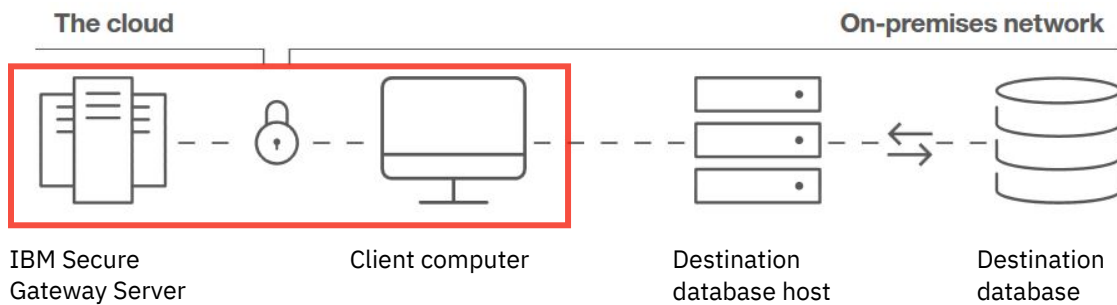 The cloud
On-premises network
IBM Secure
Gateway Server
Client computer
Destination
database host
Destination
database